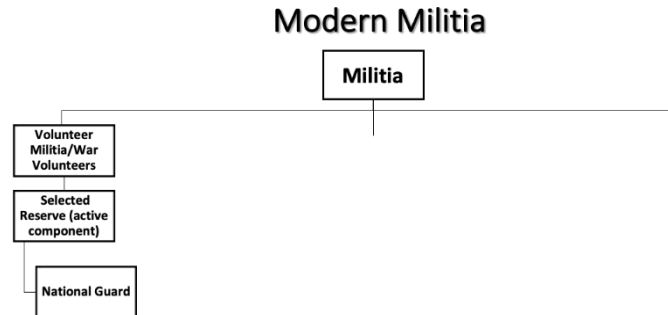 Modern Militia
Militia
Volunteer
Militia/War
Volunteers
Selected
Reserve (active
component)
National Guard